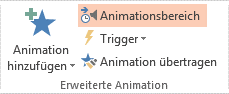 Animation
hinzufügen
Animationsbereich
Trigger
Animation übertragen
Erweiterte Animation